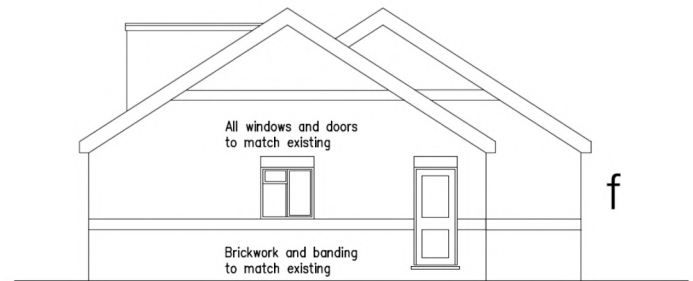 All windows and doors
to match existing
f
Brickwork and banding
to match existing